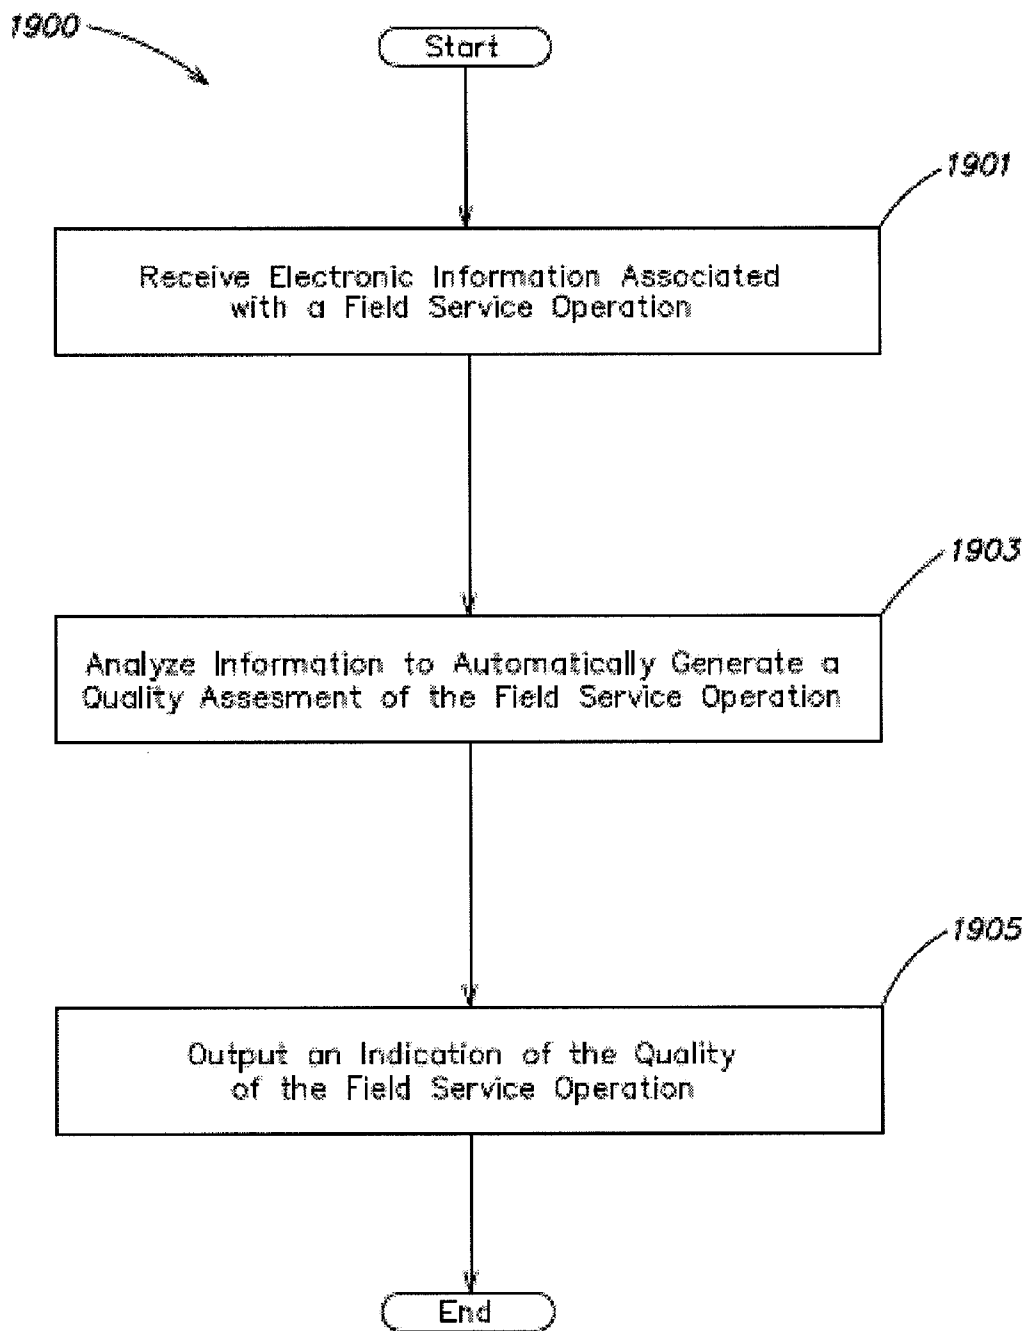 1900
Start
1901
Receive Electronic Information Associated
with a Field Service Operation
1903
Analyze Information to Automatically Generate a
Quality Assesment of the Field Service Operation
1905
Output an Indication of the Quality
of the Field Service Operation
End